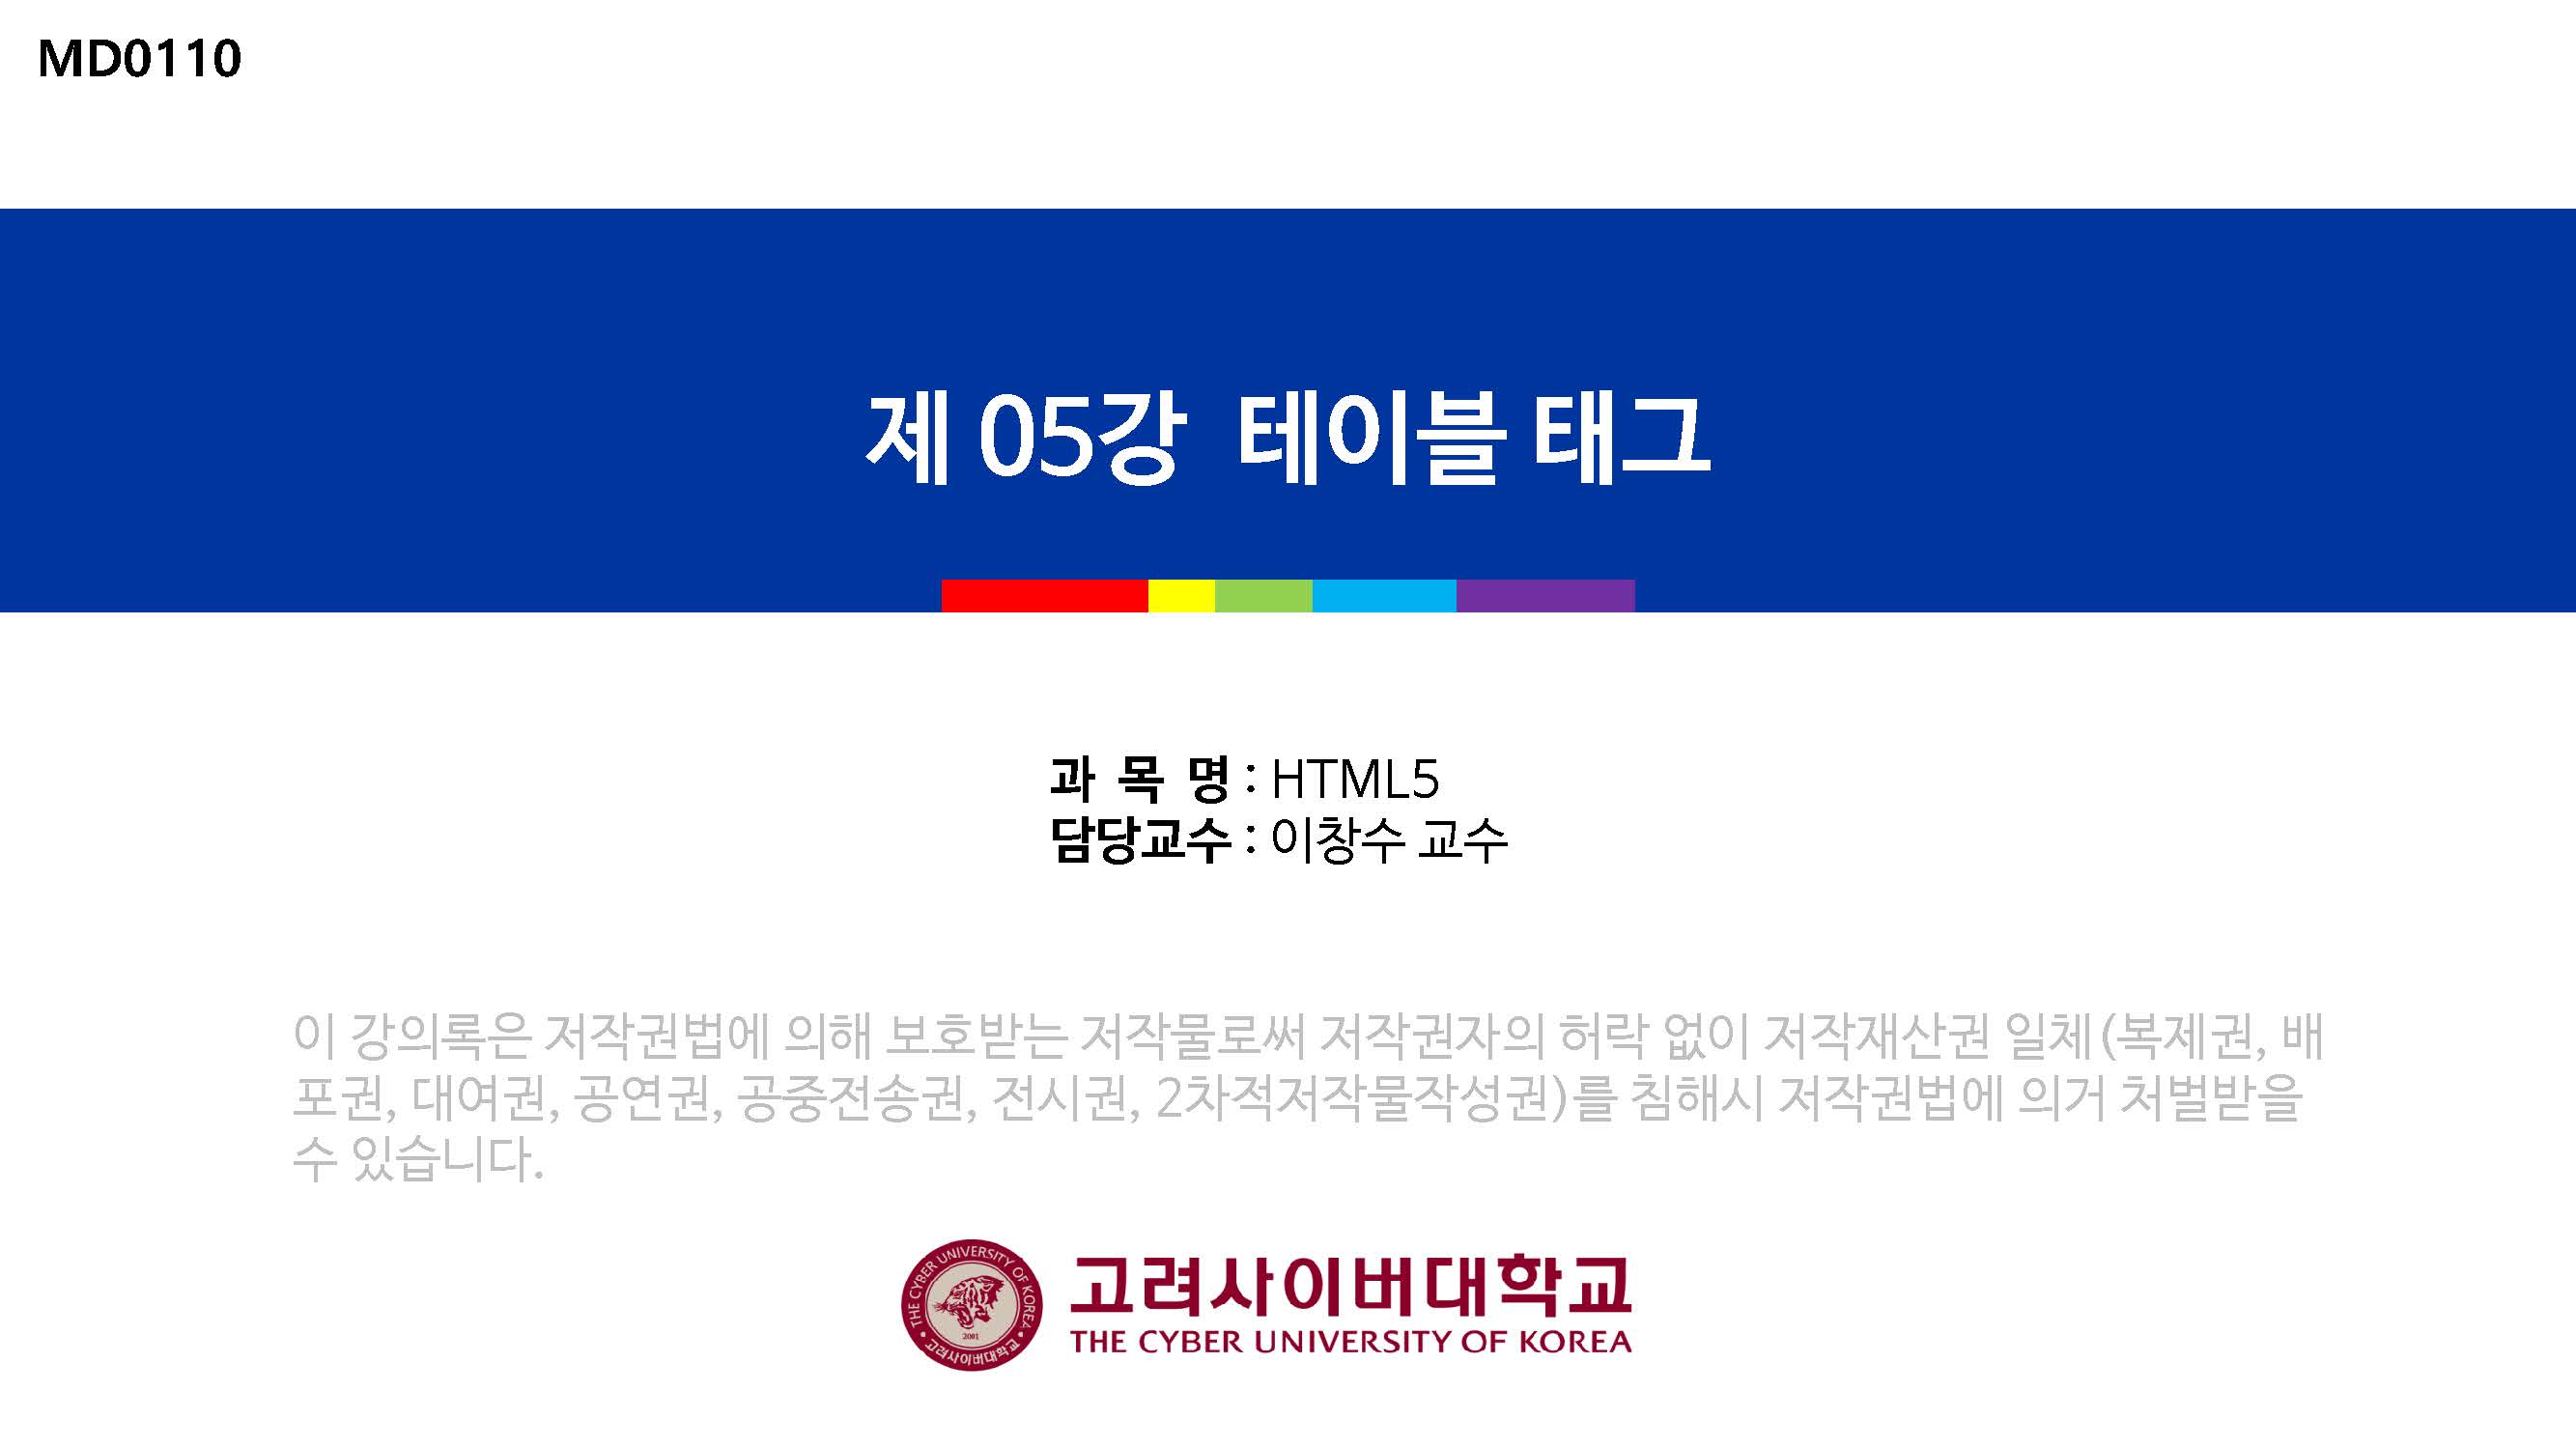 MD0110
제 05강 테이블 태그
과 목 명 : HTML5
담당교수 : 이창수 교수
이 강의록은 저작권법에 의해 보호받는 저작물로써 저작권자의 허락 없이 저작재산권 일체(복제권, 배
포권, 대여권, 공연권, 공중전송권, 전시권, 2차적저작물작성권)를 침해시 저작권법에 의거 처벌받을
수 있습니다.
THE CYBER UNIVERSITY OF KOREA
2001
고려사이버대학교
고려사이버대학교
THE CYBER UNIVERSITY OF KOREA